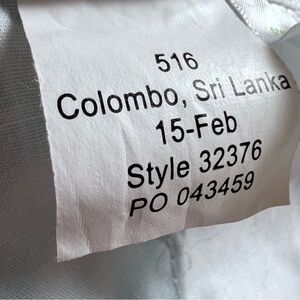 516
Colombo, Sri Lanka
15-Feb
Style 32376
PO 043459